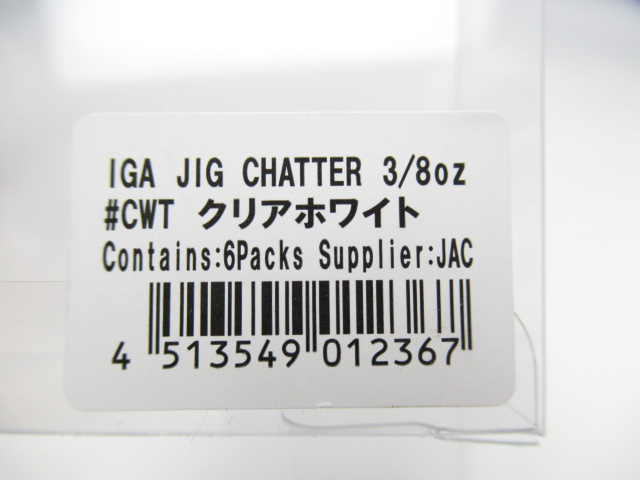 IGA JIG CHATTER 3/8oz
#CWT クリアホワイト
Contains:6Packs Supplier:JAC
4 513549 012367